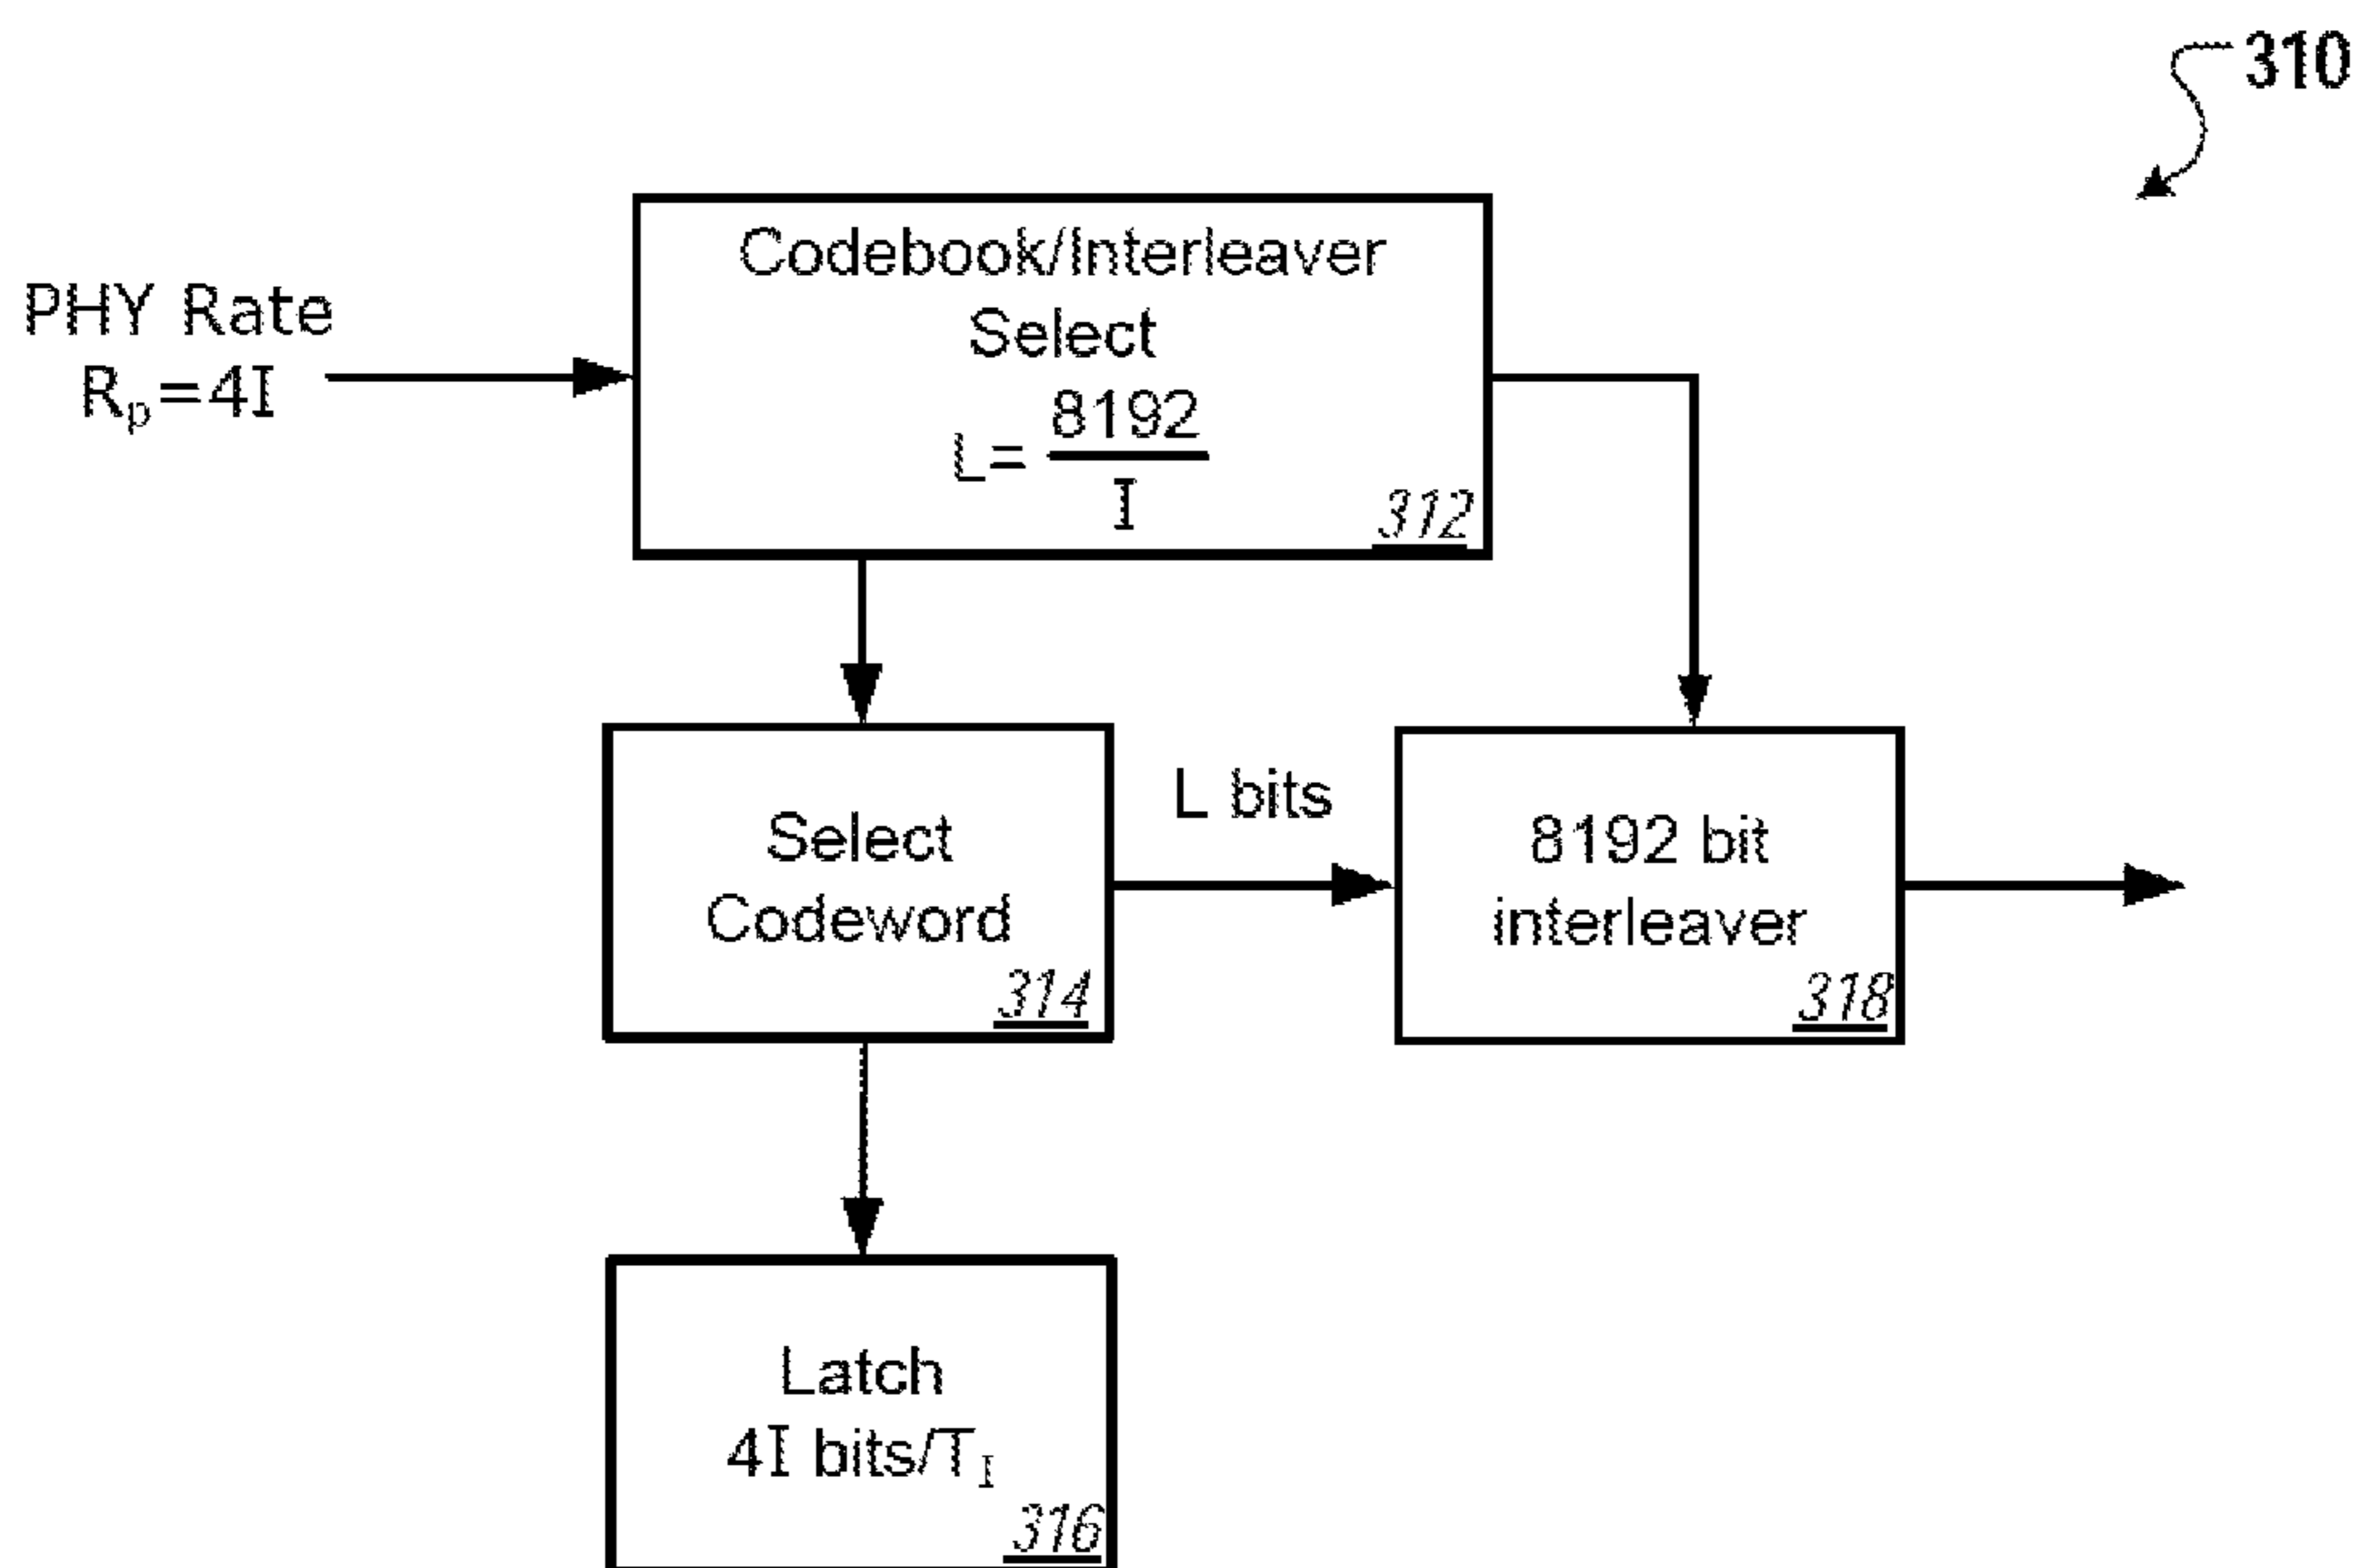 310
PHY Rate
Rp=4I
Codebook/Interleaver
Select
L= 8192
I
312
Select
Codeword
314
L bits
8192 bit
interleaver
318
Latch
4I bits/TI
316